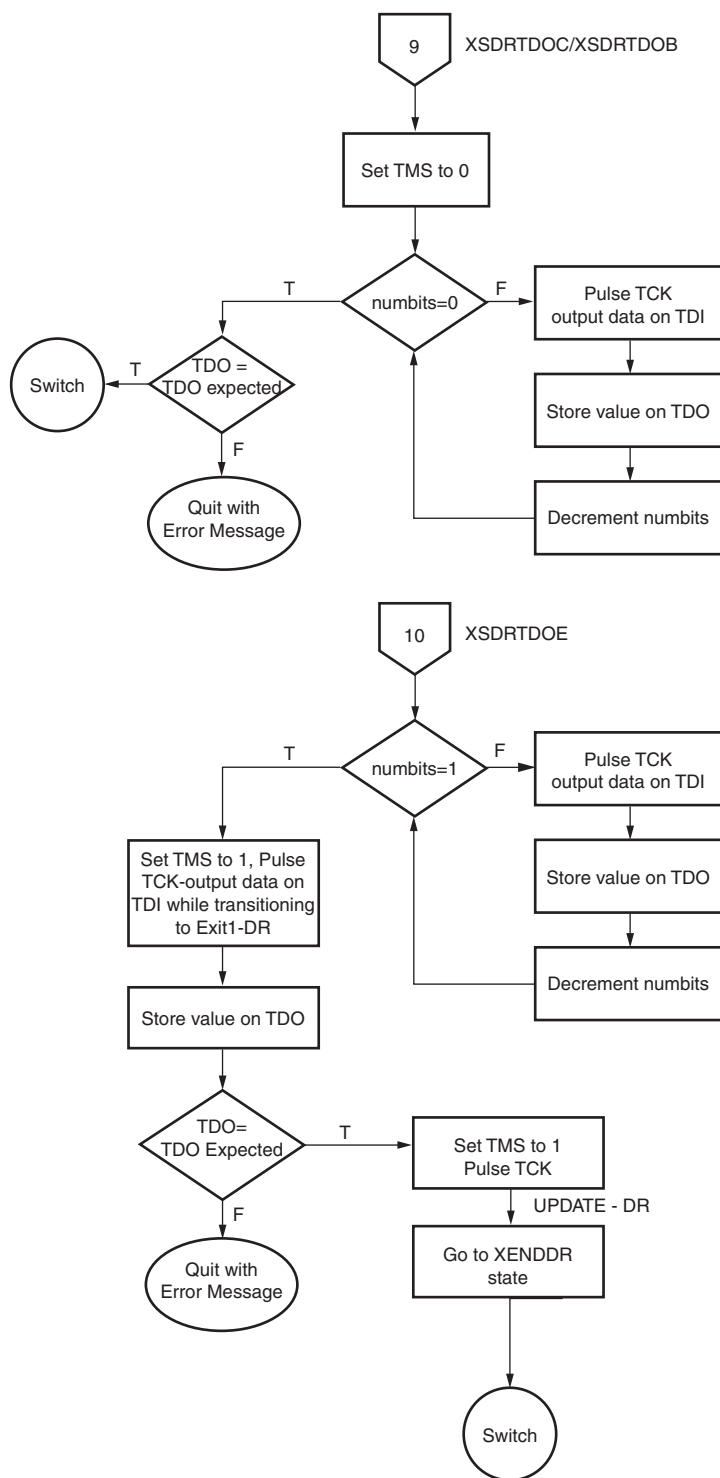 9
XSDRTDOC/XSDRTDOB
Set TMS to 0
numbits=0
T
F
Pulse TCK
output data on TDI
Store value on TDO
Decrement numbits
TDO =
TDO expected
T
Switch
F
Quit with
Error Message
10
XSDRTDOE
numbits=1
T
F
Pulse TCK
output data on TDI
Store value on TDO
Decrement numbits
Set TMS to 1, Pulse
TCK-output data on
TDI while transitioning
to Exit1-DR
Store value on TDO
TDO=
TDO Expected
T
F
Quit with
Error Message
Set TMS to 1
Pulse TCK
UPDATE - DR
Go to XENDDR
state
Switch